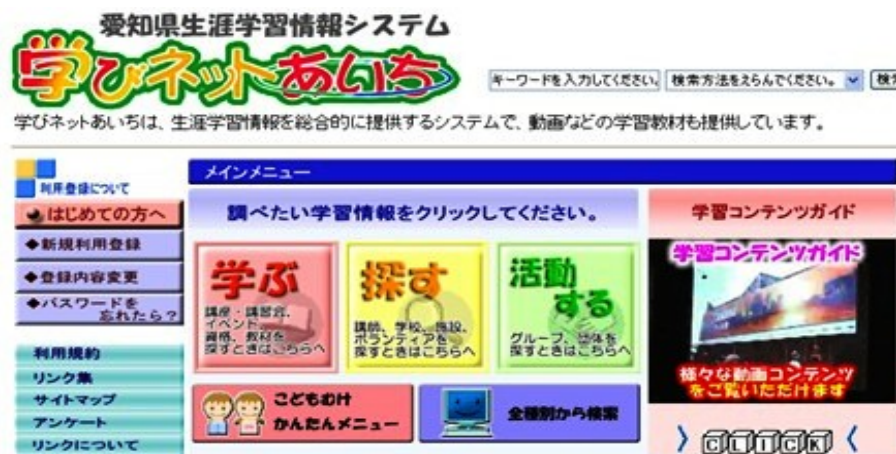 愛知県生涯学習情報システム
学びネットあいち
キーワードを入力してください。 検索方法をえらんでください。 検索
学びネットあいちは、生涯学習情報を総合的に提供するシステムで、動画などの学習教材も提供しています。
利用登録について
はじめての方へ
◆新規利用登録
◆登録内容変更
◆パスワードを
忘れたら?
利用規約
リンク集
サイトマップ
アンケート
リンクについて
メインメニュー
調べたい学習情報をクリックしてください。
学ぶ
講座・講習会、
イベント、
資格、教材を
探すときはこちらへ
探す
講師、学校、施設、
ボランティアを
探すときはこちらへ
活動
する
グループ、団体を
探すときはこちらへ
こどもむけ
かんたんメニュー
全種別から検索
学習コンテンツガイド
学習コンテンツガイド
様々な動画コンテンツ
をご覧いただけます
》CLICK《